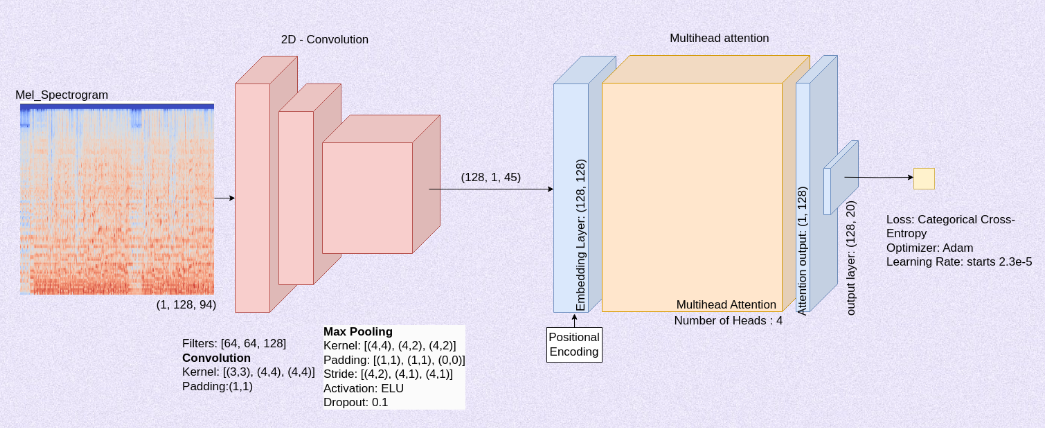 2D - Convolution
Multihead attention
Mel_Spectrogram
(1, 128, 94)
(128, 1, 45)
Embedding Layer: (128, 128)
Attention output: (1, 128)
output layer: (128, 20)
Multihead Attention
Number of Heads : 4
Positional
Encoding
Loss: Categorical Cross-
Entropy
Optimizer: Adam
Learning Rate: starts 2.3e-5
Filters: [64, 64, 128]
Convolution
Kernel: [(3,3), (4,4), (4,4)]
Padding:(1,1)
Max Pooling
Kernel: [(4,4), (4,2), (4,2)]
Padding: [(1,1), (1,1), (0,0)]
Stride: [(4,2), (4,1), (4,1)]
Activation: ELU
Dropout: 0.1